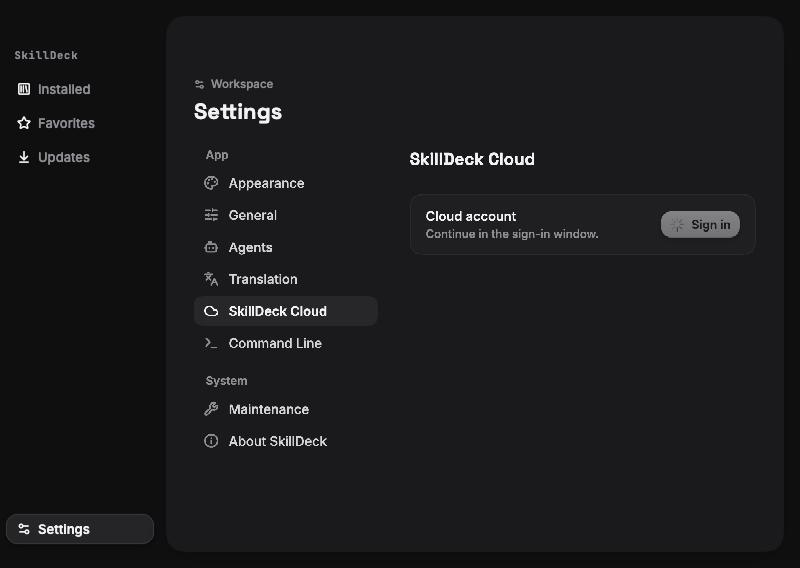 SkillDeck
Installed
Favorites
Updates
Settings
Workspace
Settings
App
Appearance
General
Agents
Translation
SkillDeck Cloud
Command Line
System
Maintenance
About SkillDeck
SkillDeck Cloud
Cloud account
Continue in the sign-in window.
Sign in